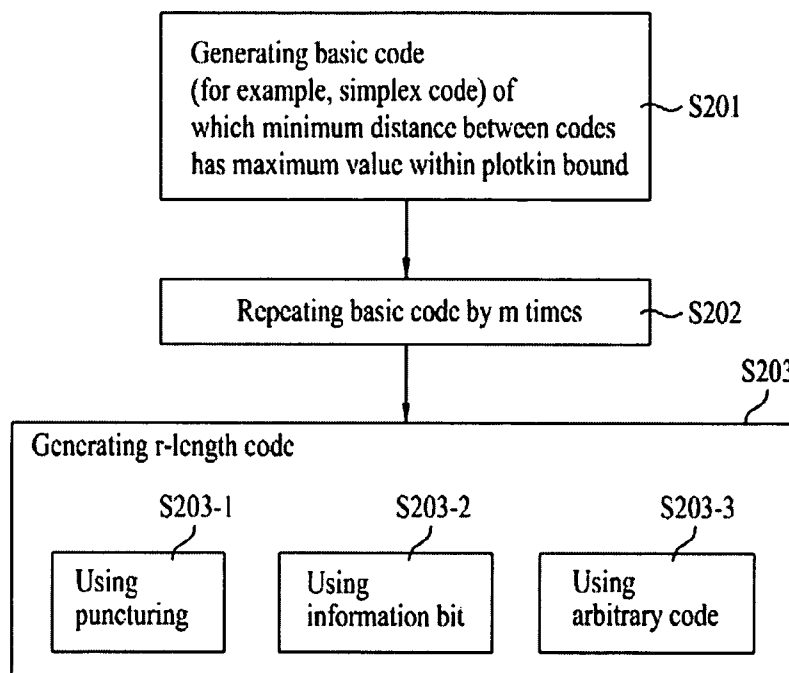 Generating basic code
(for example, simplex code) of
which minimum distance between codes
has maximum value within plotkin bound
S201
Repeating basic code by m times
S202
S203
Generating r-length code
S203-1
S203-2
S203-3
Using
puncturing
Using
information bit
Using
arbitrary code